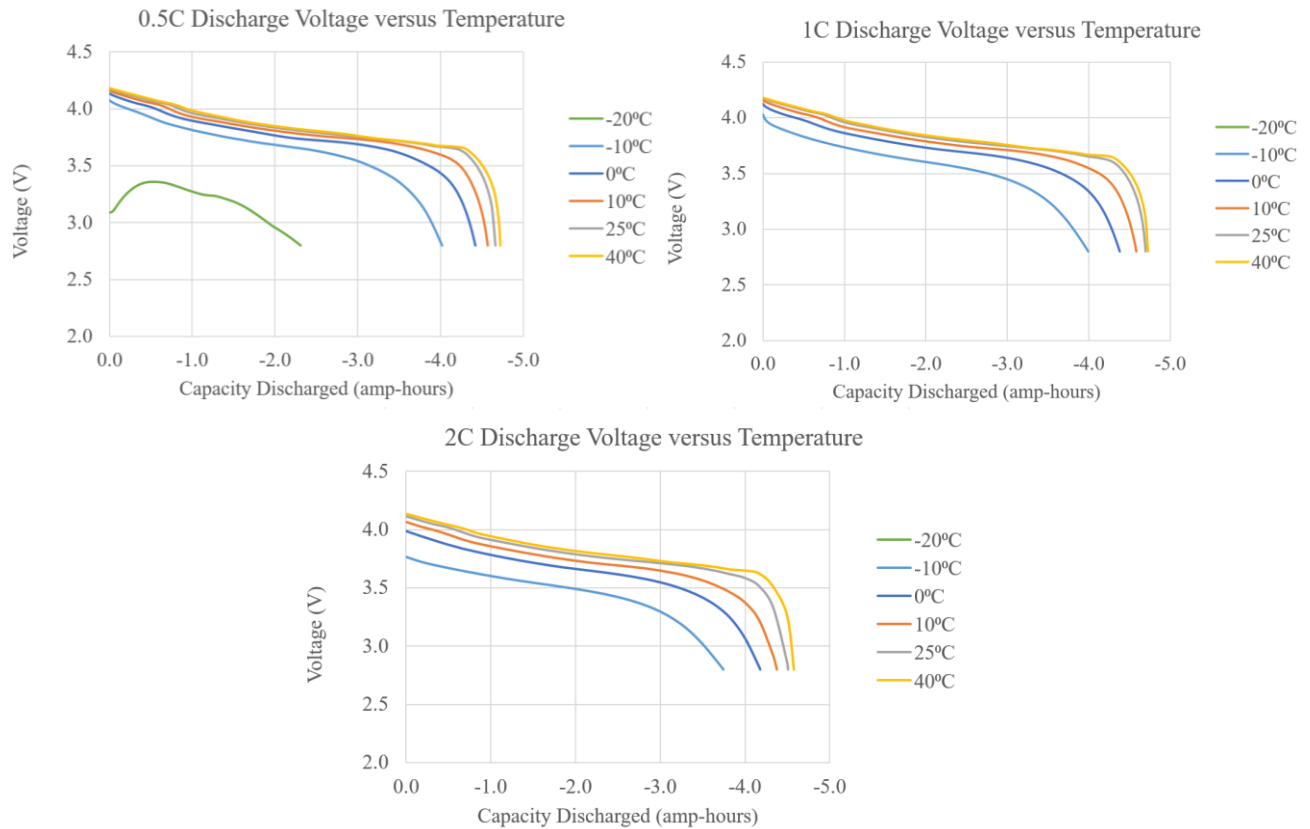 0.5C Discharge Voltage versus Temperature
4.5
4.0
3.5
3.0
2.5
2.0
Voltage (V)
0.0 -1.0 -2.0 -3.0 -4.0 -5.0
Capacity Discharged (amp-hours)
-20ºC
-10ºC
0ºC
10ºC
25ºC
40ºC
1C Discharge Voltage versus Temperature
4.5
4.0
3.5
3.0
2.5
2.0
Voltage (V)
0.0 -1.0 -2.0 -3.0 -4.0 -5.0
Capacity Discharged (amp-hours)
-20ºC
-10ºC
0ºC
10ºC
25ºC
40ºC
2C Discharge Voltage versus Temperature
4.5
4.0
3.5
3.0
2.5
2.0
Voltage (V)
0.0 -1.0 -2.0 -3.0 -4.0 -5.0
Capacity Discharged (amp-hours)
-20ºC
-10ºC
0ºC
10ºC
25ºC
40ºC